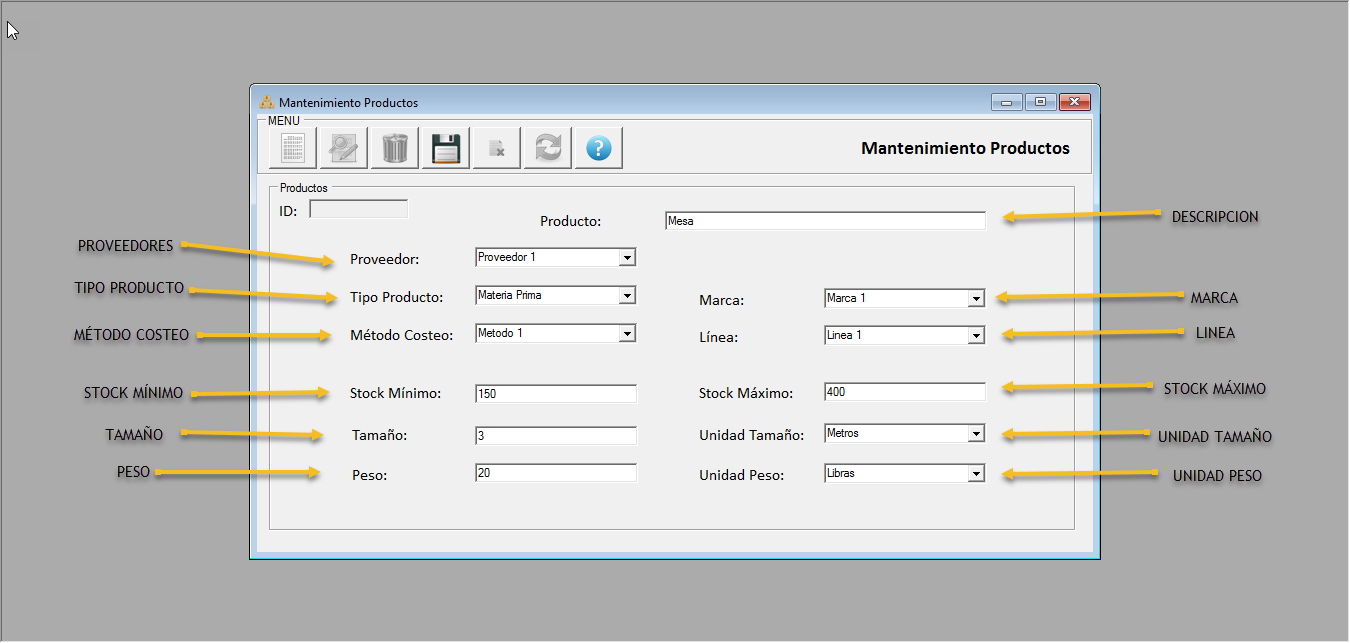 Mantenimiento Productos
MENU
Mantenimiento Productos
Productos
ID:
Producto: Mesa DESCRIPCION
PROVEEDORES Proveedor: Proveedor 1
TIPO PRODUCTO Tipo Producto: Materia Prima Marca: Marca 1 MARCA
MÉTODO COSTEO Método Costeo: Metodo 1 Línea: Linea 1 LINEA
STOCK MÍNIMO Stock Mínimo: 150 Stock Máximo: 400 STOCK MÁXIMO
TAMAÑO Tamaño: 3 Unidad Tamaño: Metros UNIDAD TAMAÑO
PESO Peso: 20 Unidad Peso: Libras UNIDAD PESO